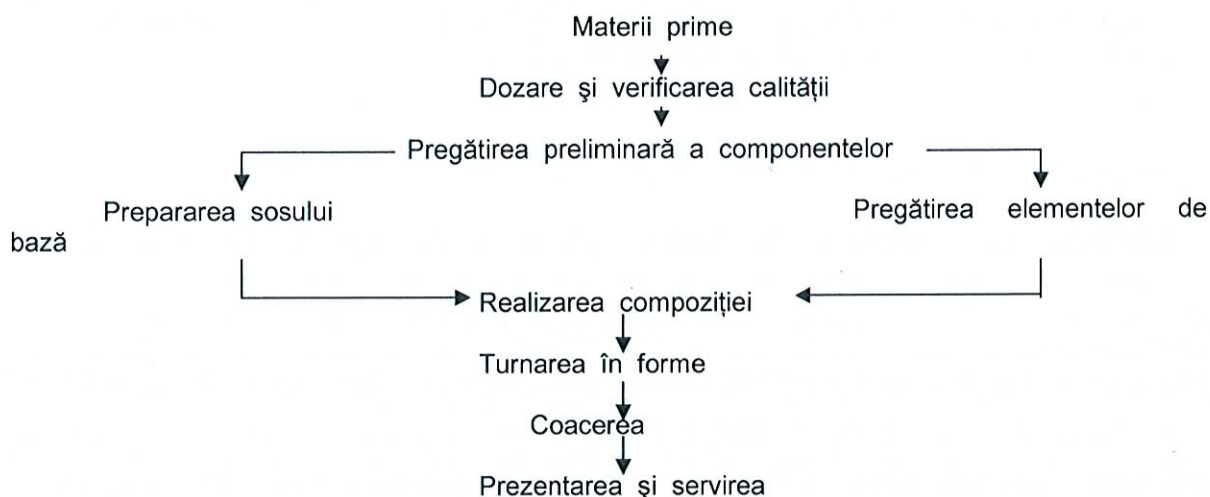 Materii prime
Dozare şi verificarea calităţii
Pregătirea preliminară a componentelor
Prepararea sosului Pregătirea elementelor de
bază
Realizarea compoziţiei
Turnarea în forme
Coacerea
Prezentarea şi servirea